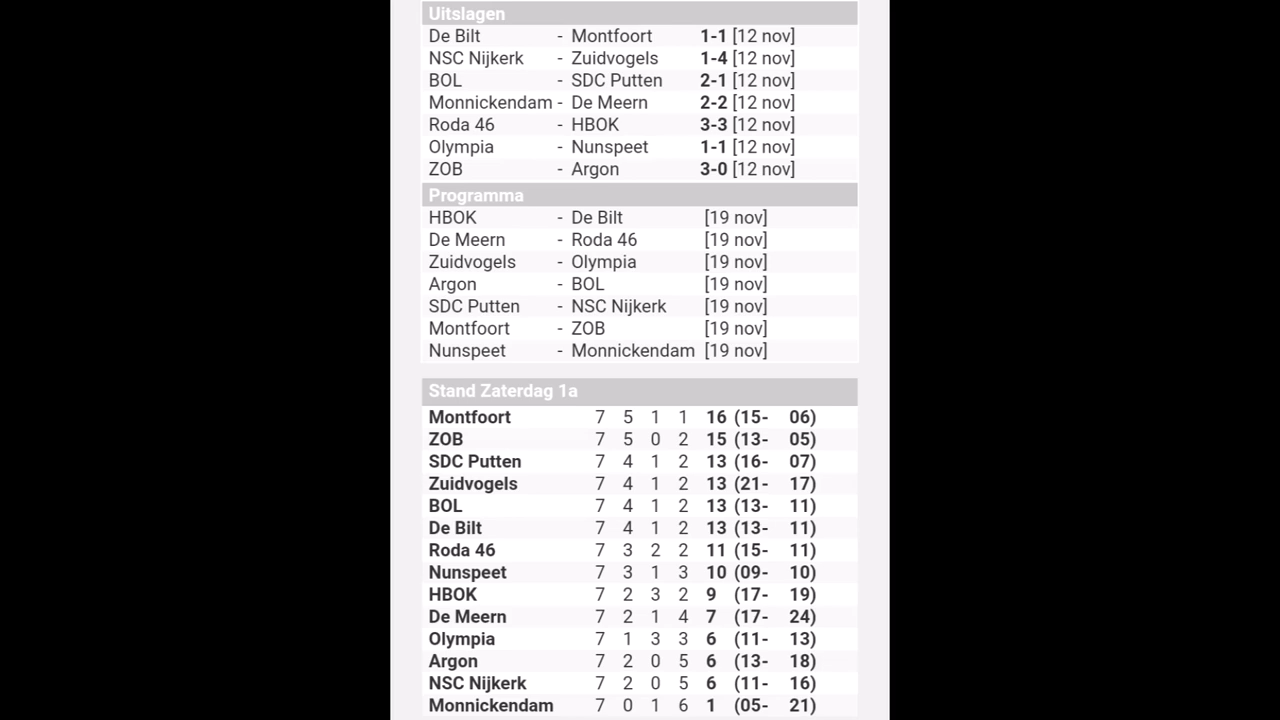 Uitslagen
De Bilt - Montfoort 1-1 [12 nov]
NSC Nijkerk - Zuidvogels 1-4 [12 nov]
BOL - SDC Putten 2-1 [12 nov]
Monnickendam - De Meern 2-2 [12 nov]
Roda 46 - HBOK 3-3 [12 nov]
Olympia - Nunspeet 1-1 [12 nov]
ZOB - Argon 3-0 [12 nov]
Programma
HBOK - De Bilt [19 nov]
De Meern - Roda 46 [19 nov]
Zuidvogels - Olympia [19 nov]
Argon - BOL [19 nov]
SDC Putten - NSC Nijkerk [19 nov]
Montfoort - ZOB [19 nov]
Nunspeet - Monnickendam [19 nov]
Stand Zaterdag 1a
Montfoort 7 5 1 1 16 (15- 06)
ZOB 7 5 0 2 15 (13- 05)
SDC Putten 7 4 1 2 13 (16- 07)
Zuidvogels 7 4 1 2 13 (21- 17)
BOL 7 4 1 2 13 (13- 11)
De Bilt 7 4 1 2 13 (13- 11)
Roda 46 7 3 2 2 11 (15- 11)
Nunspeet 7 3 1 3 10 (09- 10)
HBOK 7 2 3 2 9 (17- 19)
De Meern 7 2 1 4 7 (17- 24)
Olympia 7 1 3 3 6 (11- 13)
Argon 7 2 0 5 6 (13- 18)
NSC Nijkerk 7 2 0 5 6 (11- 16)
Monnickendam 7 0 1 6 1 (05- 21)